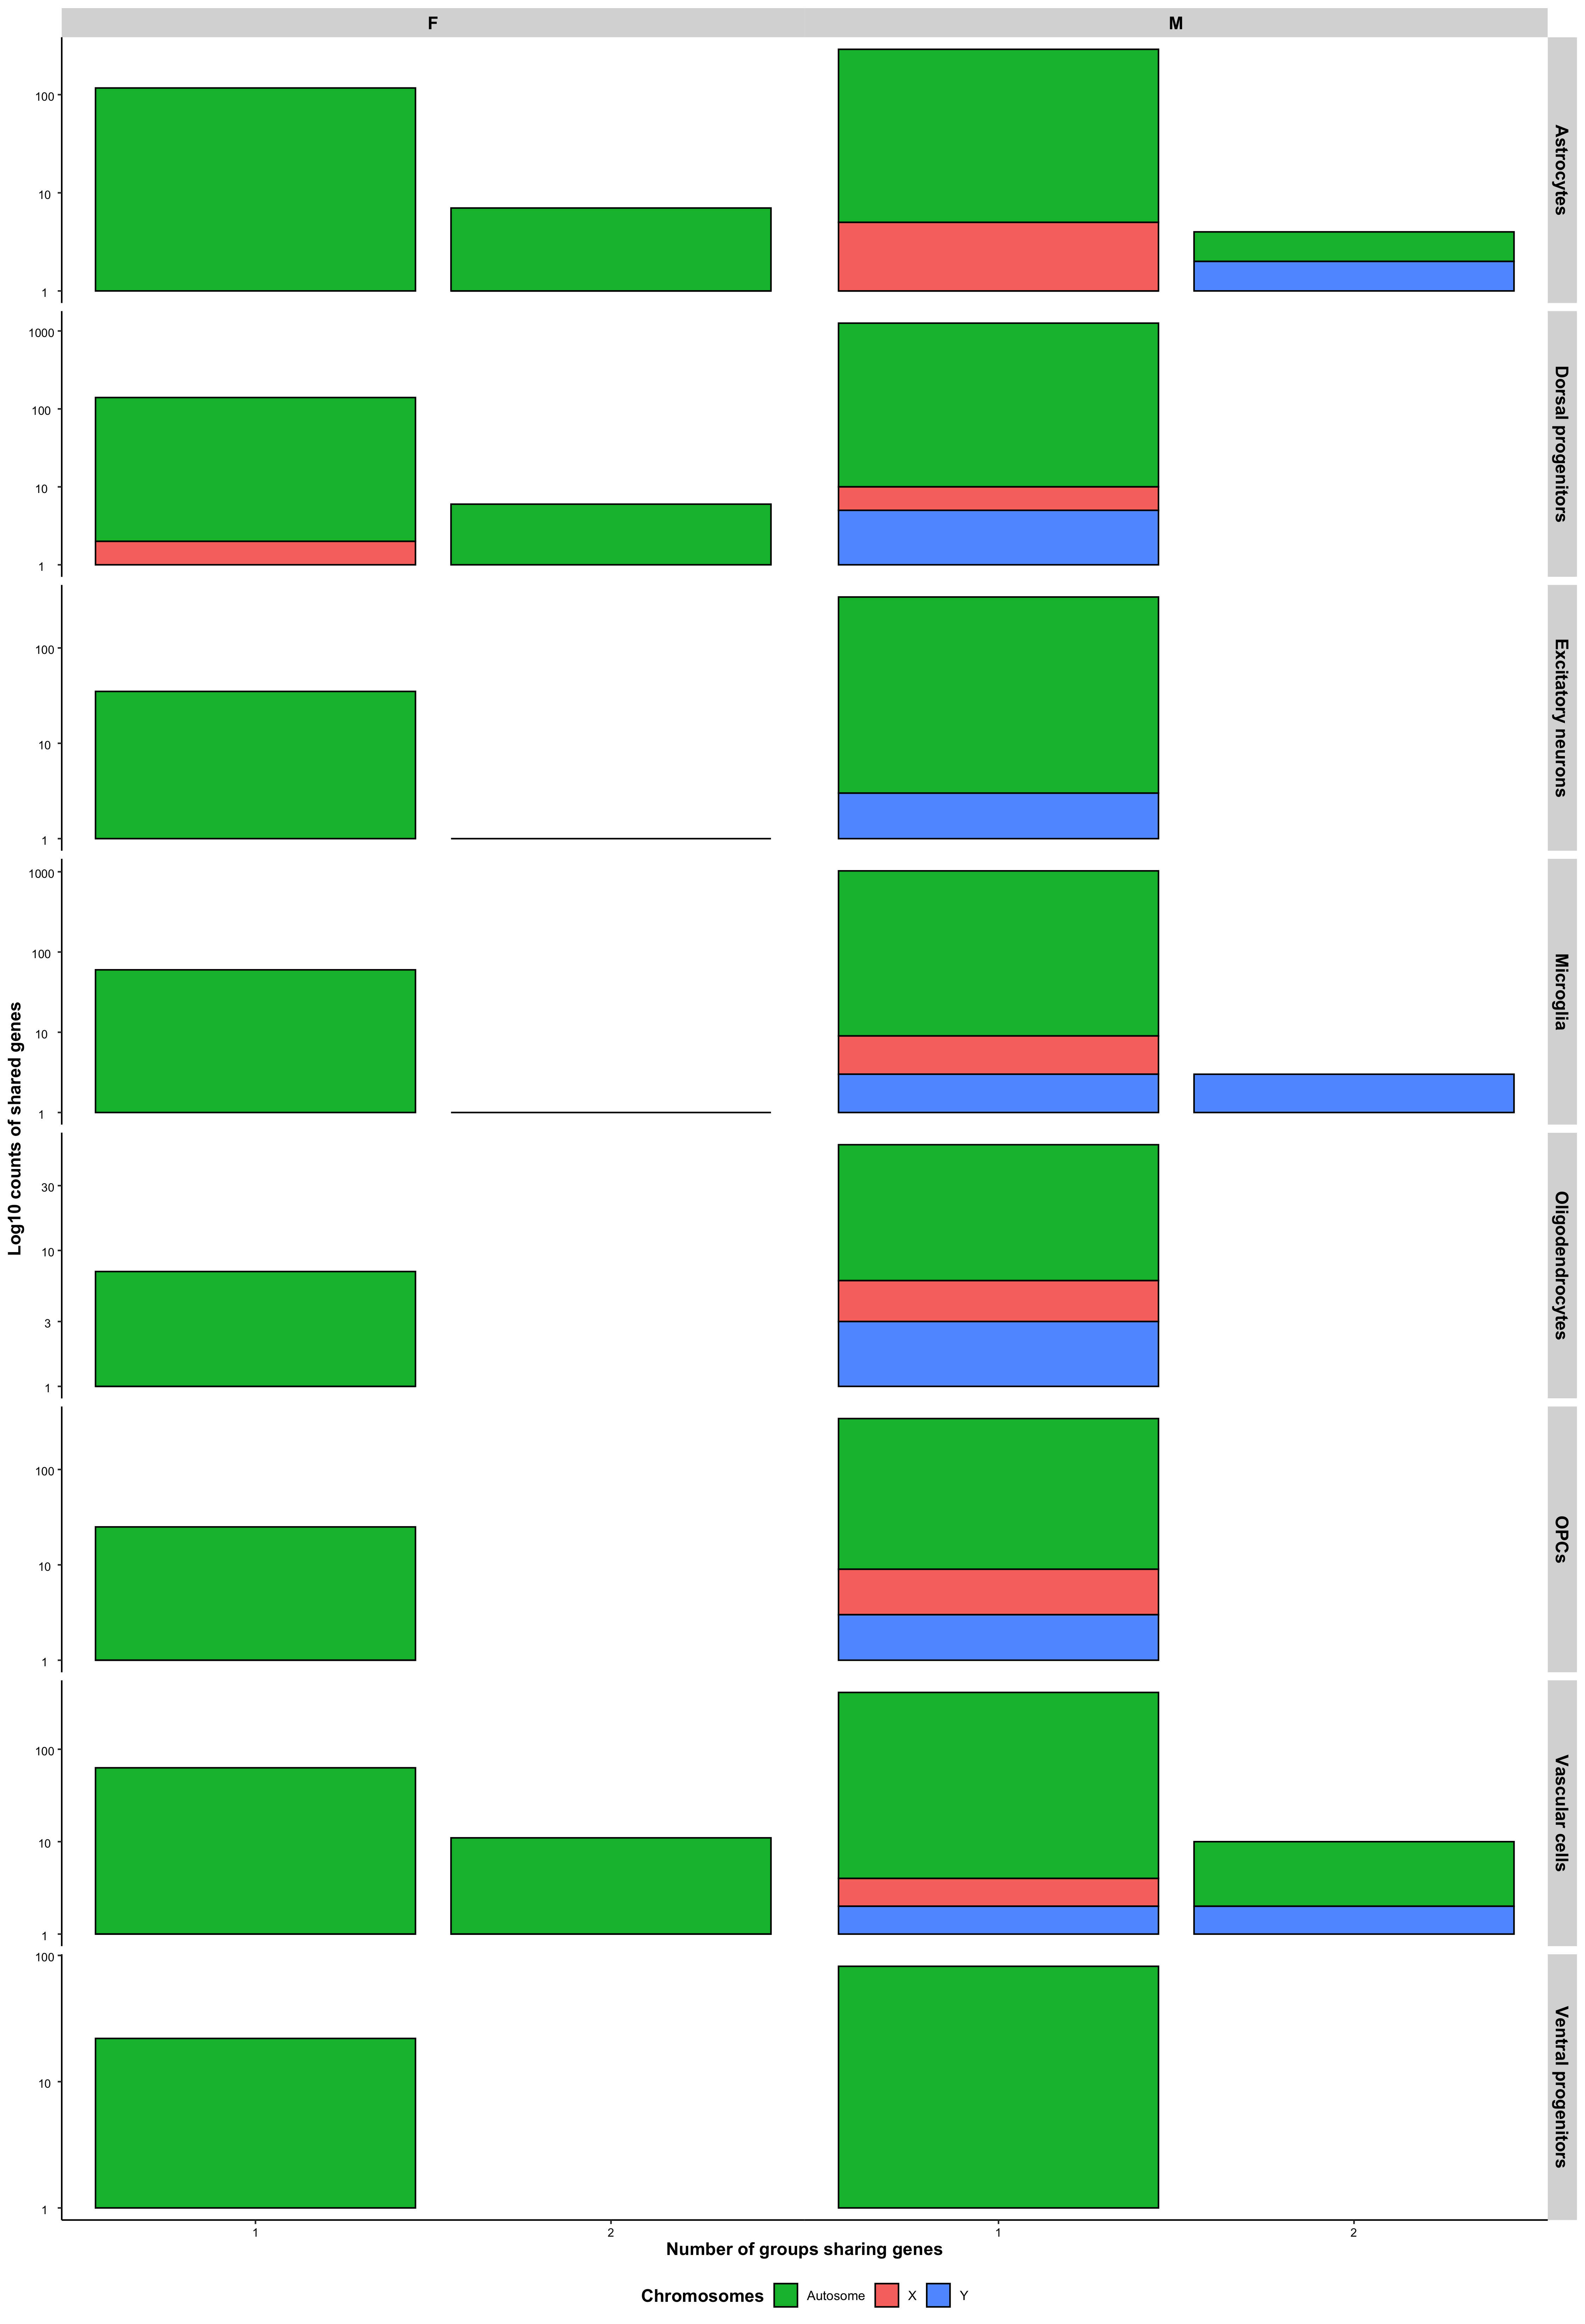 F M
100
10
1
Astrocytes
1000
100
10
1
Dorsal progenitors
100
10
1
Excitatory neurons
1000
100
10
1
Microglia
30
10
3
1
Oligodendrocytes
100
10
1
OPCs
100
10
1
Vascular cells
100
10
1
Ventral progenitors
Log10 counts of shared genes
1 2 1 2
Number of groups sharing genes
Chromosomes Autosome X Y